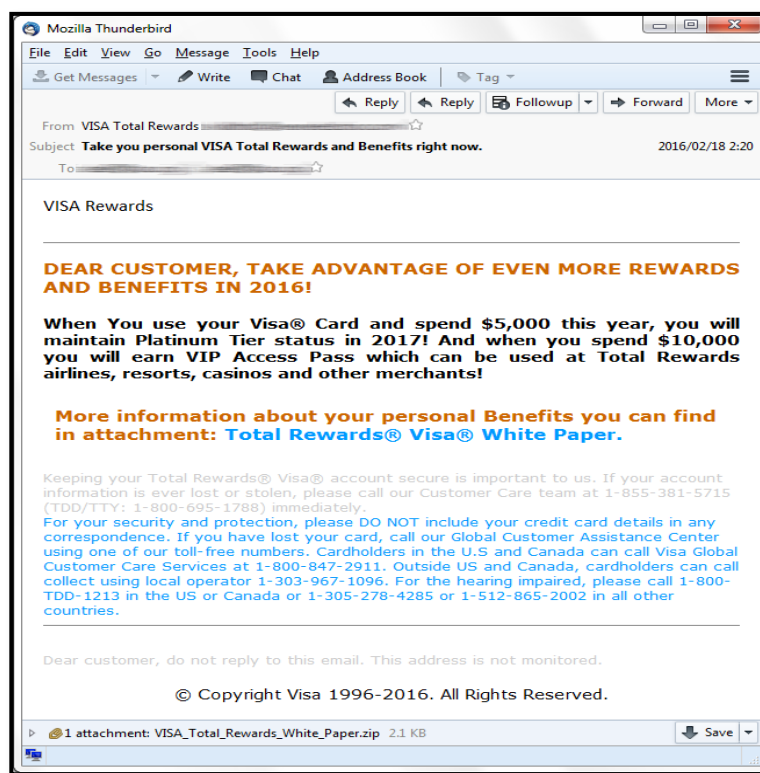 Mozilla Thunderbird
File Edit View Go Message Tools Help
Get Messages Write Chat Address Book Tag
Reply Reply Followup Forward More
From VISA Total Rewards
Subject Take you personal VISA Total Rewards and Benefits right now. 2016/02/18 2:20
To
VISA Rewards
DEAR CUSTOMER, TAKE ADVANTAGE OF EVEN MORE REWARDS
AND BENEFITS IN 2016!
When You use your Visa® Card and spend $5,000 this year, you will
maintain Platinum Tier status in 2017! And when you spend $10,000
you will earn VIP Access Pass which can be used at Total Rewards
airlines, resorts, casinos and other merchants!
More information about your personal Benefits you can find
in attachment: Total Rewards® Visa® White Paper.
Keeping your Total Rewards® Visa® account secure is important to us. If your account
information is ever lost or stolen, please call our Customer Care team at 1-855-381-5715
(TDD/TTY: 1-800-695-1788) immediately.
For your security and protection, please DO NOT include your credit card details in any
correspondence. If you have lost your card, call our Global Customer Assistance Center
using one of our toll-free numbers. Cardholders in the U.S and Canada can call Visa Global
Customer Care Services at 1-800-847-2911. Outside US and Canada, cardholders can call
collect using local operator 1-303-967-1096. For the hearing impaired, please call 1-800-
TDD-1213 in the US or Canada or 1-305-278-4285 or 1-512-865-2002 in all other
countries.
Dear customer, do not reply to this email. This address is not monitored.
© Copyright Visa 1996-2016. All Rights Reserved.
1 attachment: VISA_Total_Rewards_White_Paper.zip 2.1 KB Save